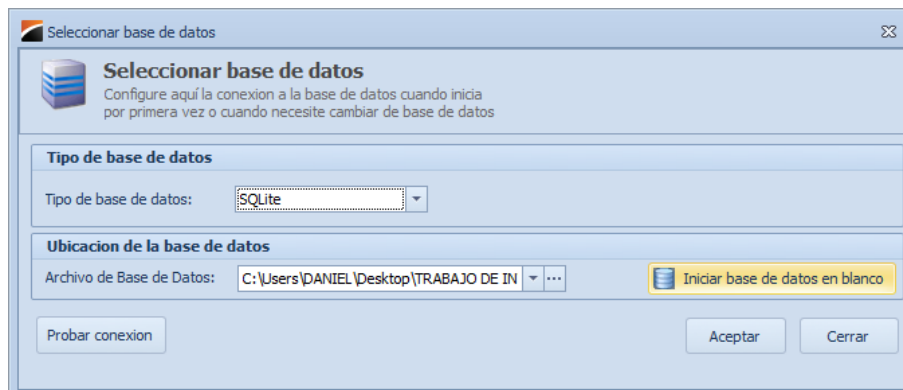 Seleccionar base de datos
Seleccionar base de datos
Configure aquí la conexion a la base de datos cuando inicia
por primera vez o cuando necesite cambiar de base de datos
Tipo de base de datos
Tipo de base de datos: SQLite
Ubicacion de la base de datos
Archivo de Base de Datos: C:\Users\DANIEL\Desktop\TRABAJO DE IN ... Iniciar base de datos en blanco
Probar conexion Aceptar Cerrar